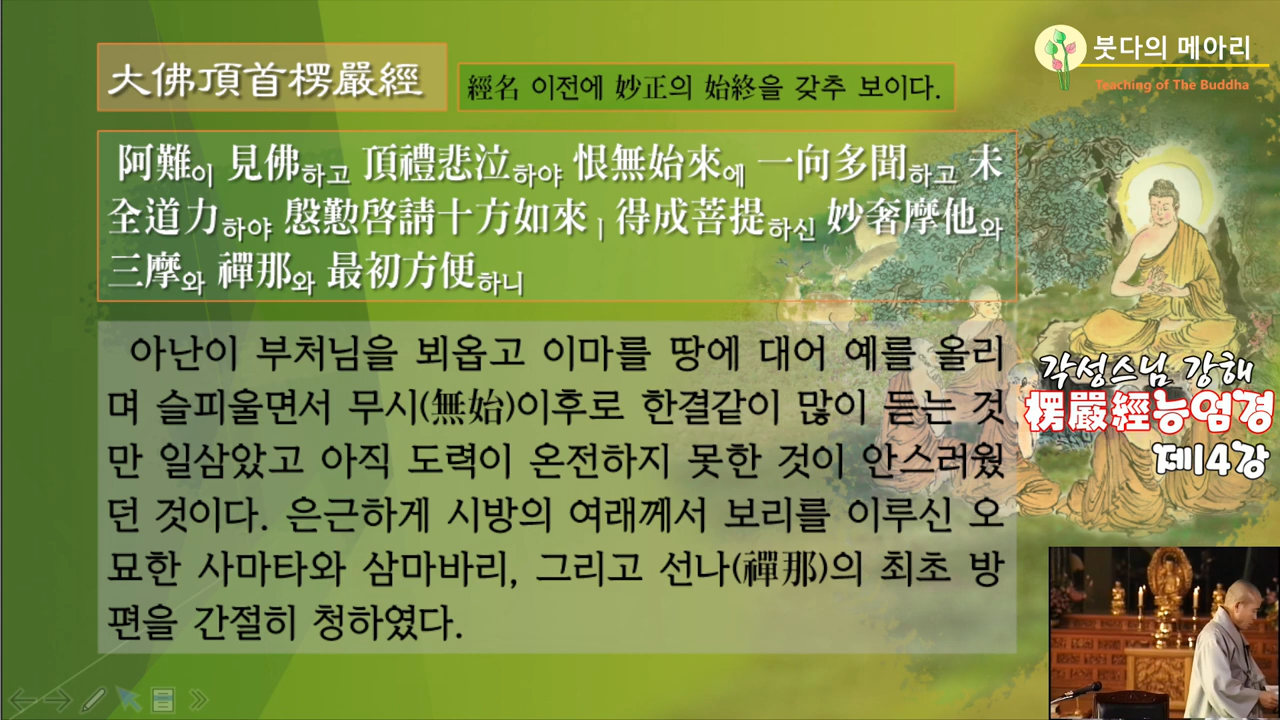 大佛頂首楞嚴經
經名 이전에 妙正의 始終을 갖추 보이다.
붓다의 메아리
Teaching of The Buddha
阿難이 見佛하고 頂禮悲泣하야 恨無始來에 一向多聞하고 未
全道力하야 慇懃啓請十方如來ㅣ 得成菩提하신 妙奢摩他와
三摩와 禪那와 最初方便하니
아난이 부처님을 뵈옵고 이마를 땅에 대어 예를 올리
며 슬피울면서 무시(無始)이후로 한결같이 많이 듣는 것
만 일삼았고 아직 도력이 온전하지 못한 것이 안스러웠
던 것이다. 은근하게 시방의 여래께서 보리를 이루신 오
묘한 사마타와 삼마바리, 그리고 선나(禪那)의 최초 방
편을 간절히 청하였다.
각성스님 강해
楞嚴經능엄경
제14강